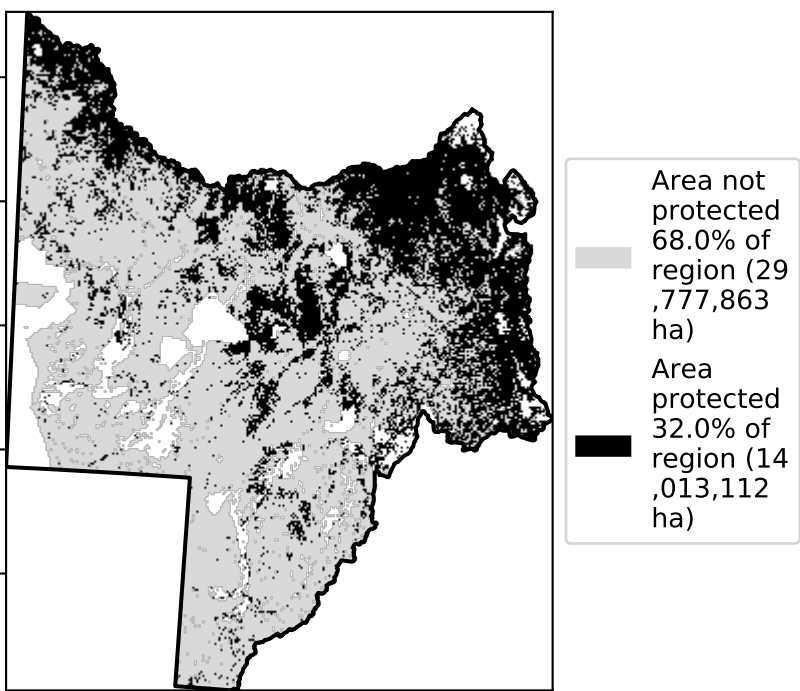 Area not
protected
68.0% of
region (29
,777,863
ha)
Area
protected
32.0% of
region (14
,013,112
ha)